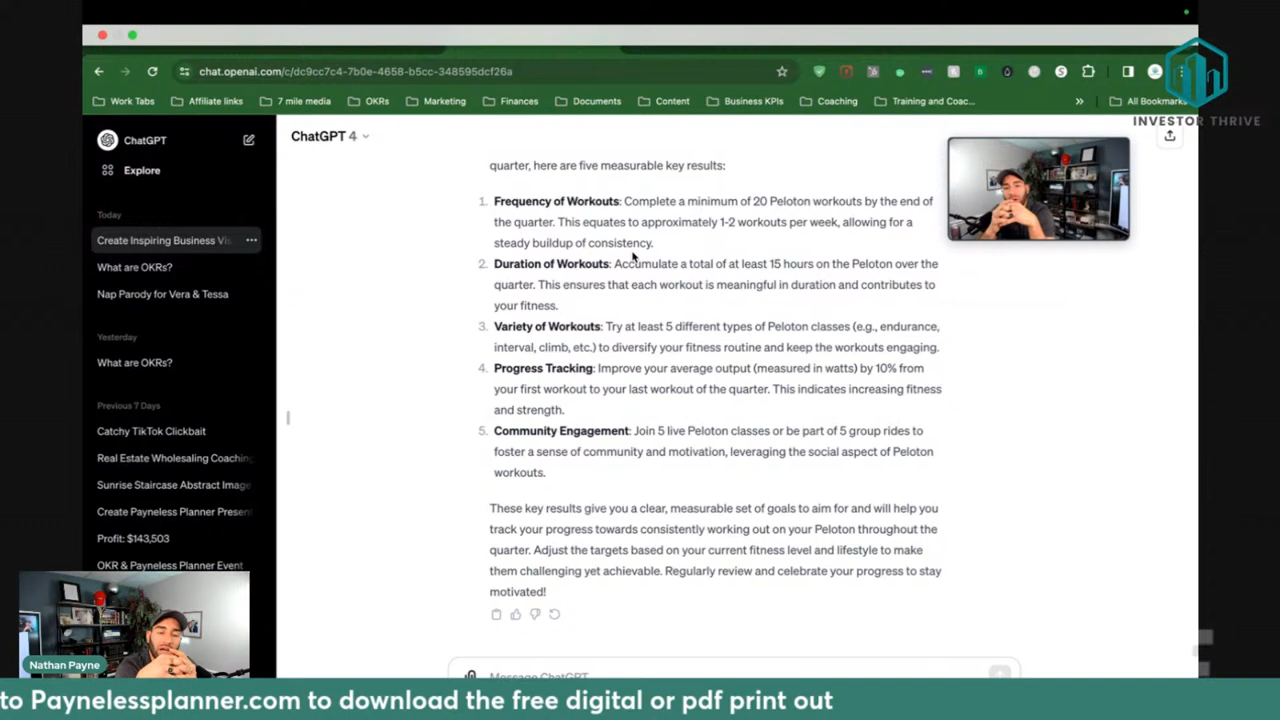 INVESTOR THRIVE
chat.openai.com/c/dc9cc7c4-7b0e-4658-b5cc-348595dcf26a
Work Tabs
Affiliate links
7 mile media
OKRs
Marketing
Finances
Documents
Content
Business KPIs
Coaching
Training and Coac...
»
All Bookmarks
ChatGPT
Explore
Today
Create Inspiring Business Vi
What are OKRs?
Nap Parody for Vera & Tessa
Yesterday
What are OKRs?
Previous 7 Days
Catchy TikTok Clickbait
Real Estate Wholesaling Coaching
Sunrise Staircase Abstract Image
Create Payneless Planner Presen
Profit: $143,503
OKR & Payneless Planner Event
ChatGPT 4
quarter, here are five measurable key results:
1. Frequency of Workouts: Complete a minimum of 20 Peloton workouts by the end of
the quarter. This equates to approximately 1-2 workouts per week, allowing for a
steady buildup of consistency.
2. Duration of Workouts: Accumulate a total of at least 15 hours on the Peloton over the
quarter. This ensures that each workout is meaningful in duration and contributes to
your fitness.
3. Variety of Workouts: Try at least 5 different types of Peloton classes (e.g., endurance,
interval, climb, etc.) to diversify your fitness routine and keep the workouts engaging.
4. Progress Tracking: Improve your average output (measured in watts) by 10% from
your first workout to your last workout of the quarter. This indicates increasing fitness
and strength.
5. Community Engagement: Join 5 live Peloton classes or be part of 5 group rides to
foster a sense of community and motivation, leveraging the social aspect of Peloton
workouts.
These key results give you a clear, measurable set of goals to aim for and will help you
track your progress towards consistently working out on your Peloton throughout the
quarter. Adjust the targets based on your current fitness level and lifestyle to make
them challenging yet achievable. Regularly review and celebrate your progress to stay
motivated!
Message ChatGPT
Nathan Payne
to Paynelessplanner.com to download the free digital or pdf print out